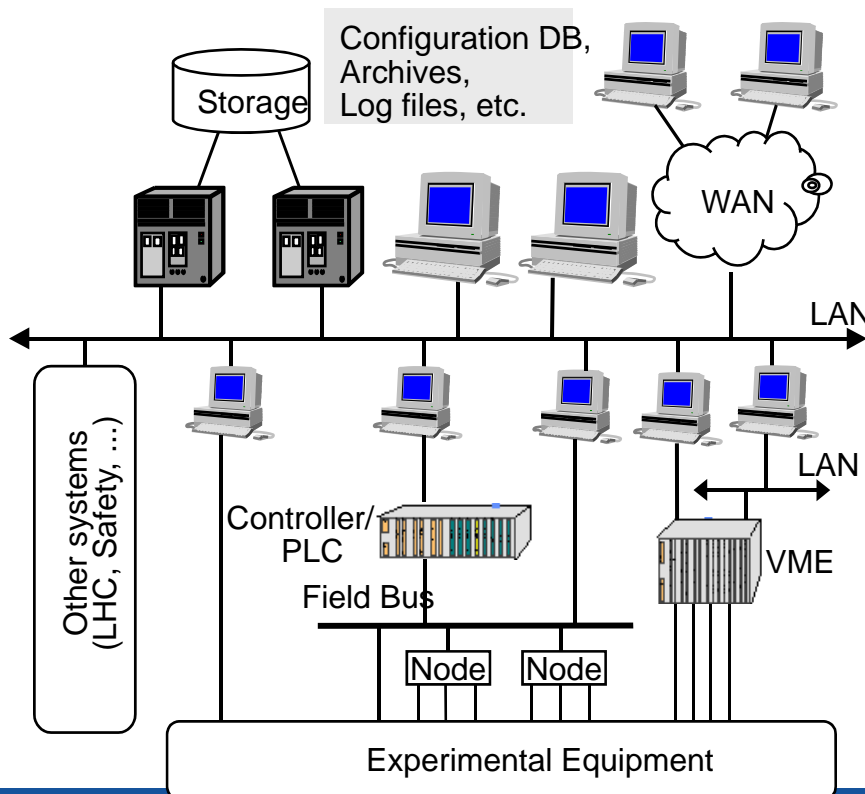 Configuration DB,
Archives,
Log files, etc.
Storage
WAN
LAN
Other systems
(LHC, Safety, ...)
LAN
Controller/
PLC
VME
Field Bus
Node
Node
Experimental Equipment